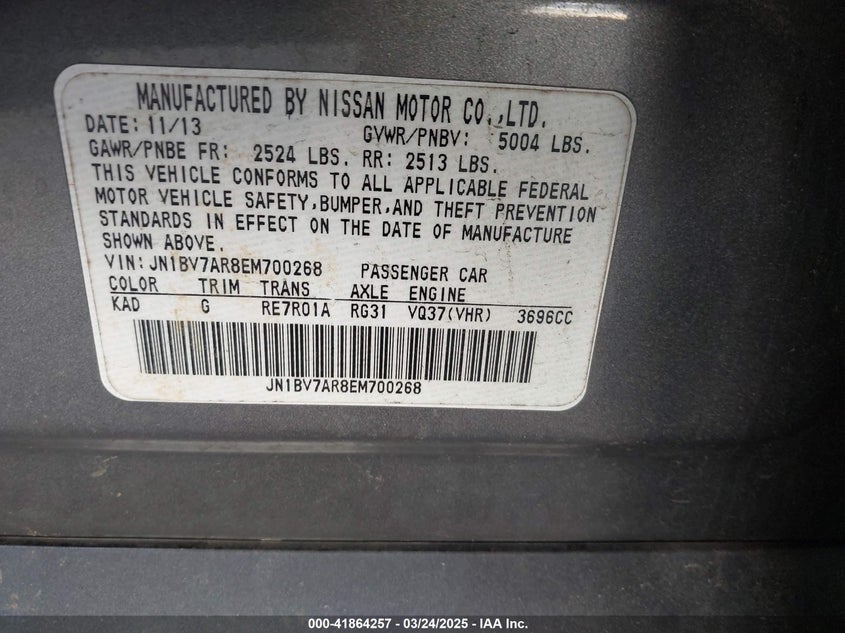 MANUFACTURED BY NISSAN MOTOR CO.,LTD.
DATE: 11/13 GVWR/PNBV: 5004 LBS.
GAWR/PNBE FR: 2524 LBS. RR: 2513 LBS.
THIS VEHICLE CONFORMS TO ALL APPLICABLE FEDERAL
MOTOR VEHICLE SAFETY,BUMPER,AND THEFT PREVENTION
STANDARDS IN EFFECT ON THE DATE OF MANUFACTURE
SHOWN ABOVE.
VIN: JN1BV7AR8EM700268 PASSENGER CAR
COLOR TRIM TRANS AXLE ENGINE
KAD G RE7R01A RG31 VQ37(VHR) 3696CC
JN1BV7AR8EM700268
000-41864257 - 03/24/2025 - IAA Inc.